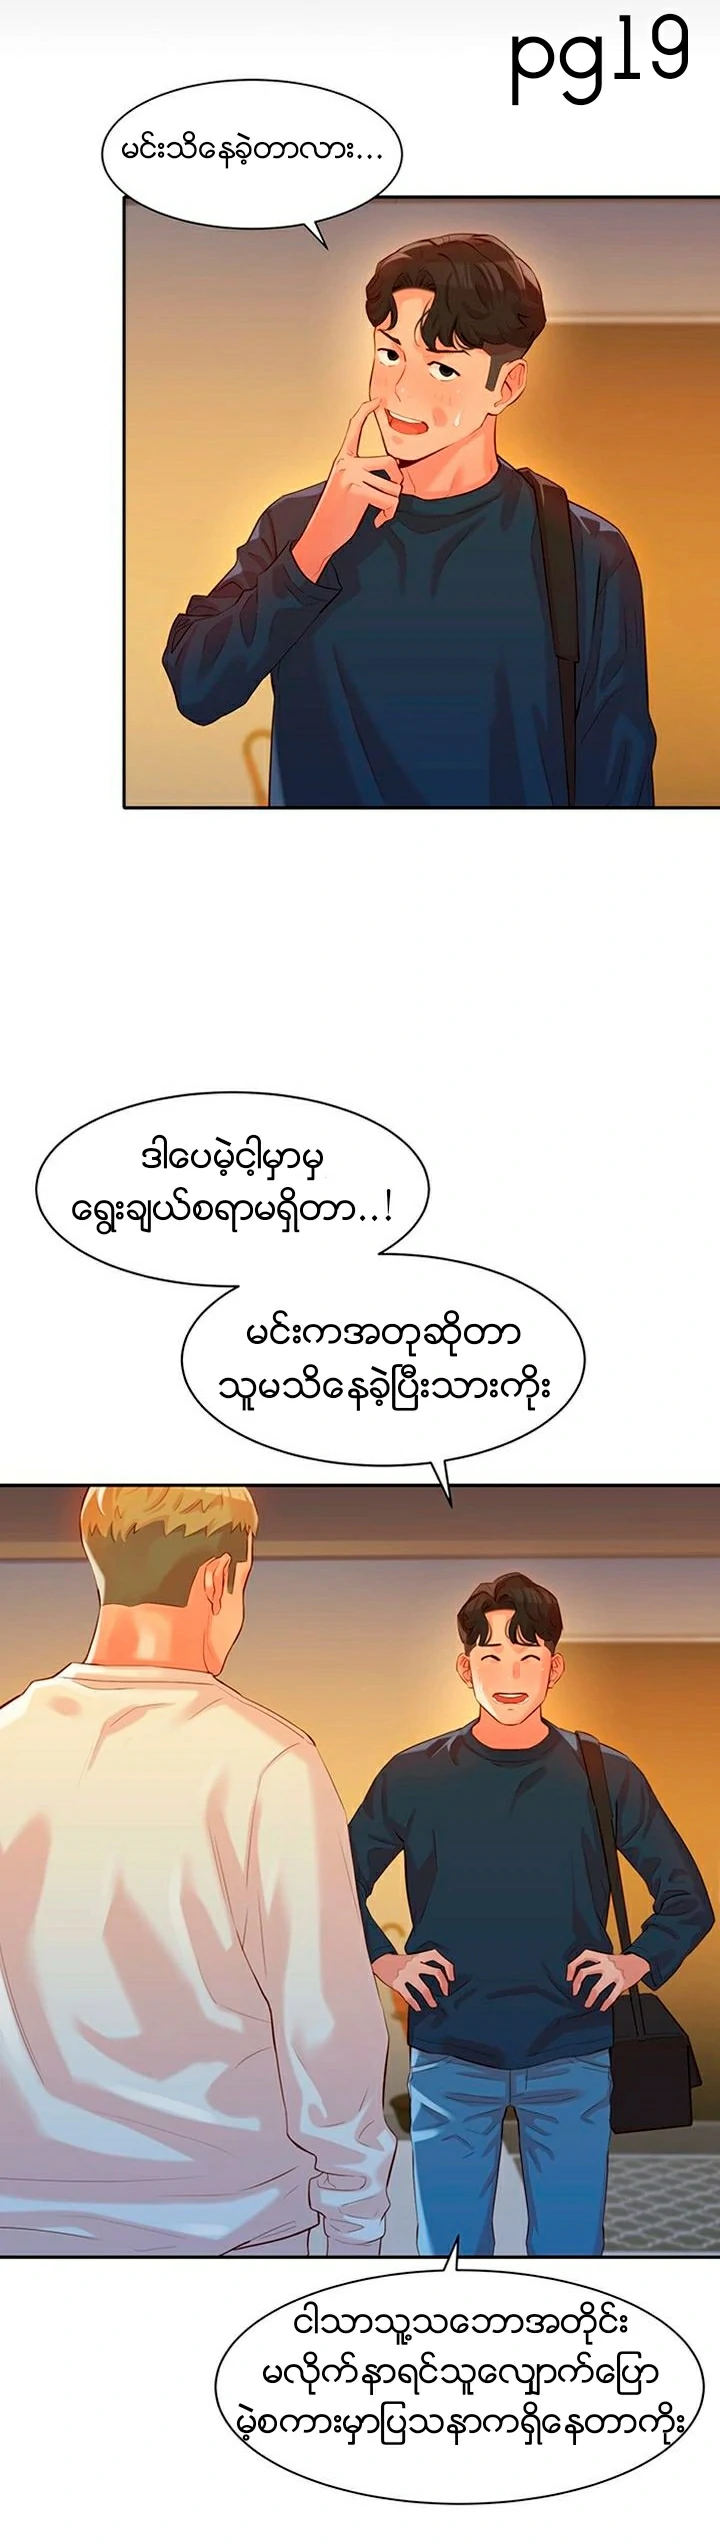 pg19
မင်းသိနေခဲ့တာလား...
ဒါပေမဲ့ငါ့မှာမှ
ရွေးချယ်စရာမရှိတာ..!
မင်းကအတုဆိုတာ
သူမသိနေခဲ့ပြီးသားကိုး
ငါသာသူ့သဘောအတိုင်း
မလိုက်နာရင်သူလျှောက်ပြော
မဲ့စကားမှာပြသနာကရှိနေတာကိုး